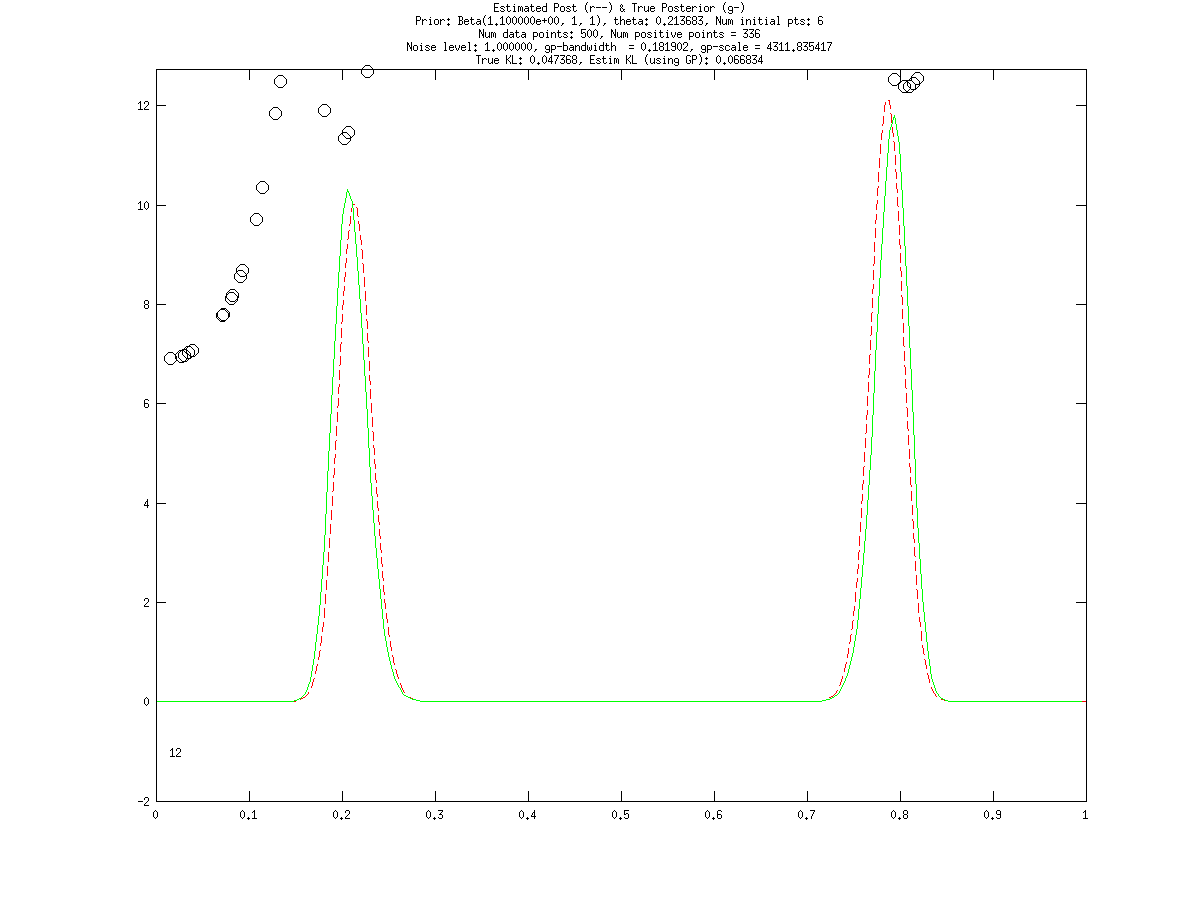 Estimated Post (r--) & True Posterior (g-)
Prior: Beta(1.100000e+00, 1, 1), theta: 0.213683, Num initial pts: 6
Num data points: 500, Num positive points = 336
Noise level: 1.000000, gp-bandwidth  = 0.181902, gp-scale = 4311.835417
True KL: 0.047368, Estim KL (using GP): 0.066834
12
10
8
6
4
2
0
12
-2
0 0.1 0.2 0.3 0.4 0.5 0.6 0.7 0.8 0.9 1